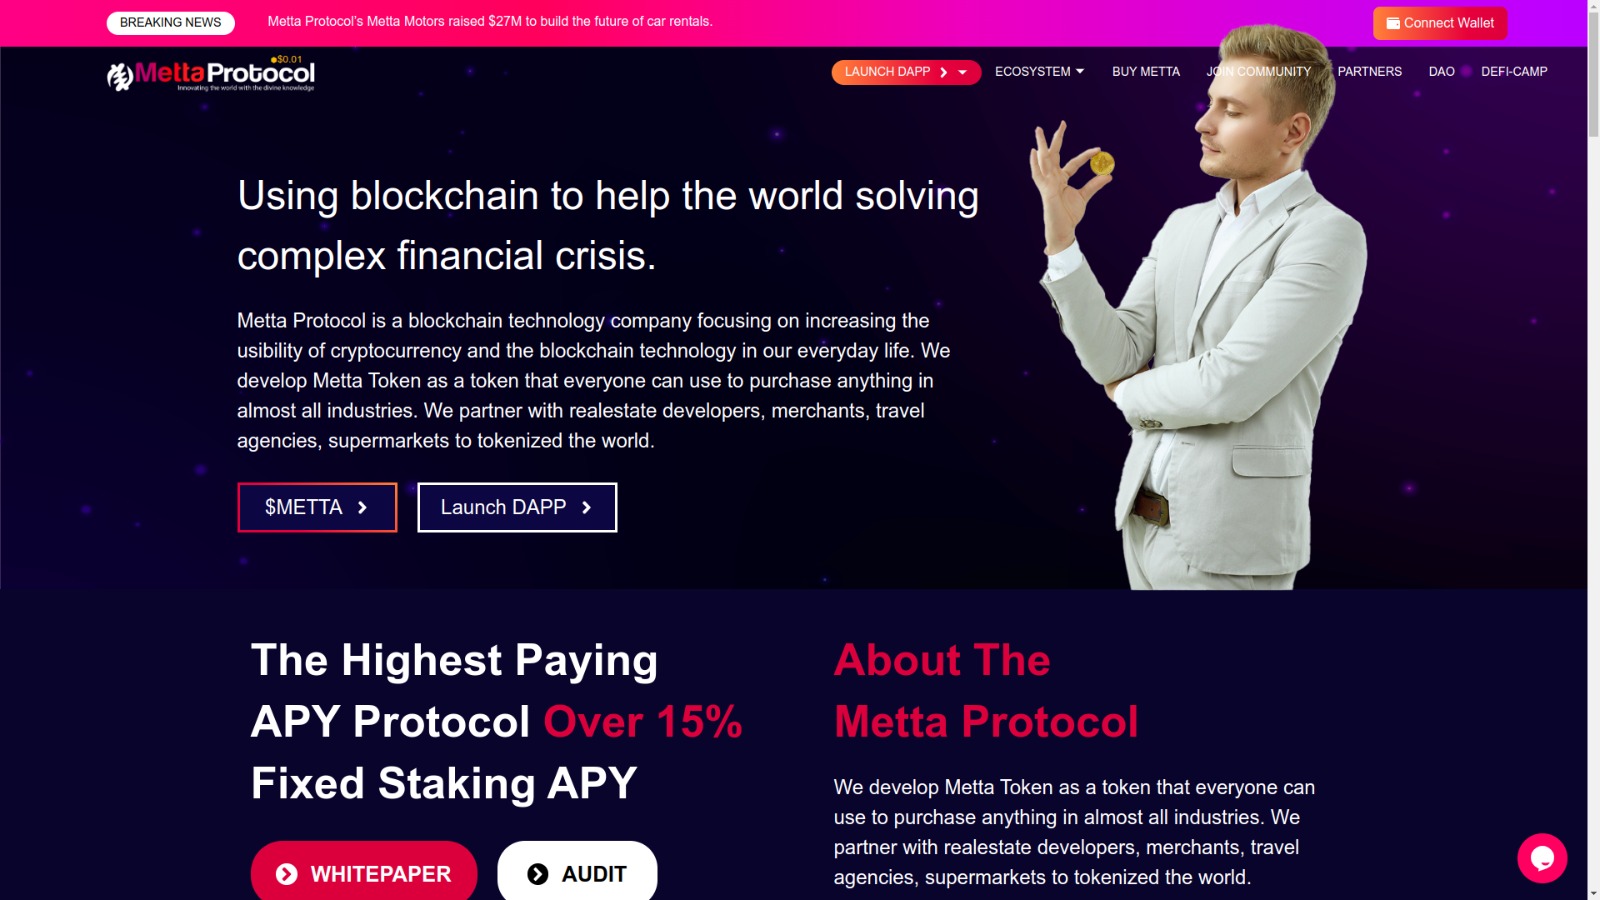 BREAKING NEWS
Metta Protocol's Metta Motors raised $27M to build the future of car rentals.
Connect Wallet
$0.01
MettaProtocol
Innovating the world with the divine knowledge
LAUNCH DAPP
ECOSYSTEM
BUY METTA
JOIN COMMUNITY
PARTNERS
DAO
DEFI-CAMP
Using blockchain to help the world solving
complex financial crisis.
Metta Protocol is a blockchain technology company focusing on increasing the
usibility of cryptocurrency and the blockchain technology in our everyday life. We
develop Metta Token as a token that everyone can use to purchase anything in
almost all industries. We partner with realestate developers, merchants, travel
agencies, supermarkets to tokenized the world.
$METTA
Launch DAPP
The Highest Paying
APY Protocol Over 15%
Fixed Staking APY
WHITEPAPER
AUDIT
About The
Metta Protocol
We develop Metta Token as a token that everyone can
use to purchase anything in almost all industries. We
partner with realestate developers, merchants, travel
agencies, supermarkets to tokenized the world.